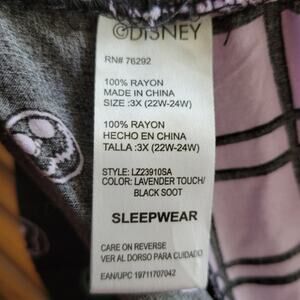 ©DISNEY
RN# 76292
100% RAYON
MADE IN CHINA
SIZE :3X (22W-24W)
100% RAYON
HECHO EN CHINA
TALLA :3X (22W-24W)
STYLE: LZ23910SA
COLOR: LAVENDER TOUCH/
BLACK SOOT
SLEEPWEAR
CARE ON REVERSE
VER AL DORSO PARA CUIDADO
EAN/UPC 19711707042